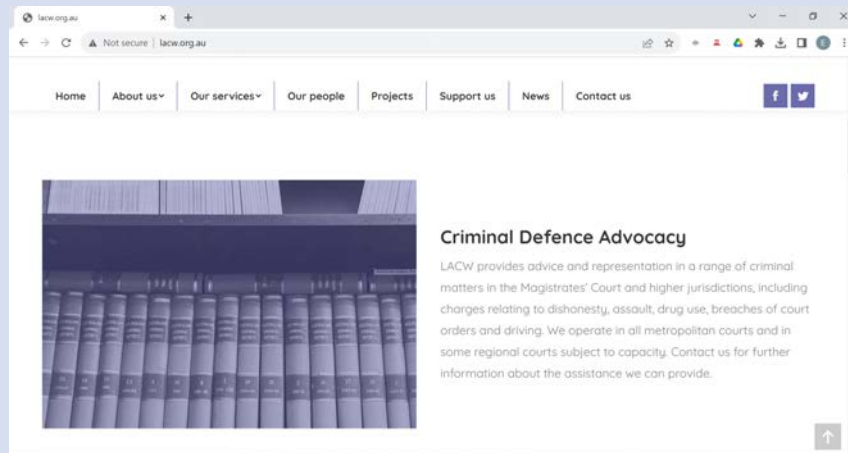 lacw.org.au
Not secure | lacw.org.au
E
Home About us Our services Our people Projects Support us News Contact us
Criminal Defence Advocacy
LACW provides advice and representation in a range of criminal
matters in the Magistrates' Court and higher jurisdictions, including
charges relating to dishonesty, assault, drug use, breaches of court
orders and driving. We operate in all metropolitan courts and in
some regional courts subject to capacity. Contact us for further
information about the assistance we can provide.